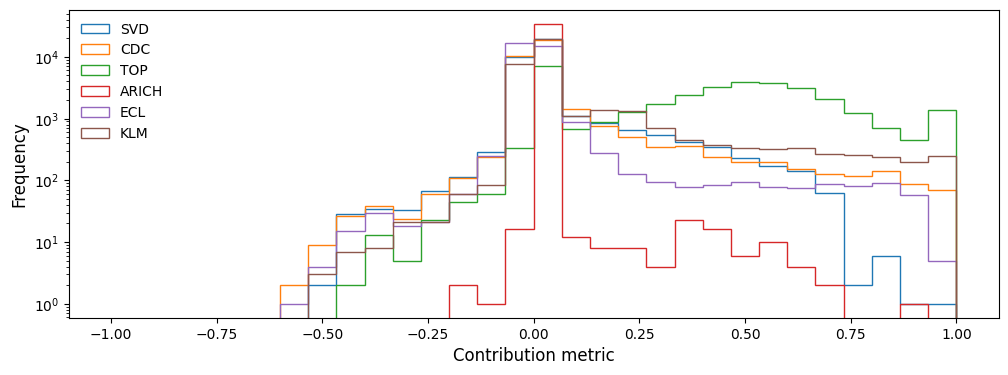 SVD
CDC
TOP
ARICH
ECL
KLM
Frequency
10⁴
10³
10²
10¹
10⁰
−1.00 −0.75 −0.50 −0.25 0.00 0.25 0.50 0.75 1.00
Contribution metric